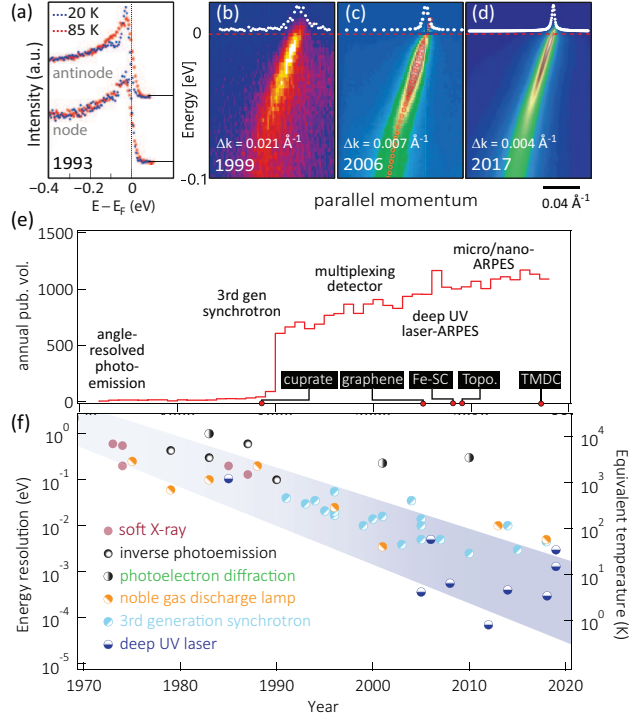 (a)
20 K
85 K
antinode
node
1993
Intensity (a.u.)
-0.4
-0.2
0
E − E_F (eV)
(b)
(c)
(d)
0
-0.1
Energy [eV]
Δk = 0.021 Å⁻¹
1999
Δk = 0.007 Å⁻¹
2006
Δk = 0.004 Å⁻¹
2017
parallel momentum
0.04 Å⁻¹
(e)
1500
1000
500
0
annual pub. vol.
angle-
resolved
photo-
emission
3rd gen
synchrotron
multiplexing
detector
deep UV
laser-ARPES
micro/nano-
ARPES
cuprate
graphene
Fe-SC
Topo.
TMDC
(f)
10⁰
10⁻¹
10⁻²
10⁻³
10⁻⁴
10⁻⁵
Energy resolution (eV)
soft X-ray
inverse photoemission
photoelectron diffraction
noble gas discharge lamp
3rd generation synchrotron
deep UV laser
10⁴
10³
10²
10¹
10⁰
Equivalent temperature (K)
1970
1980
1990
2000
2010
2020
Year